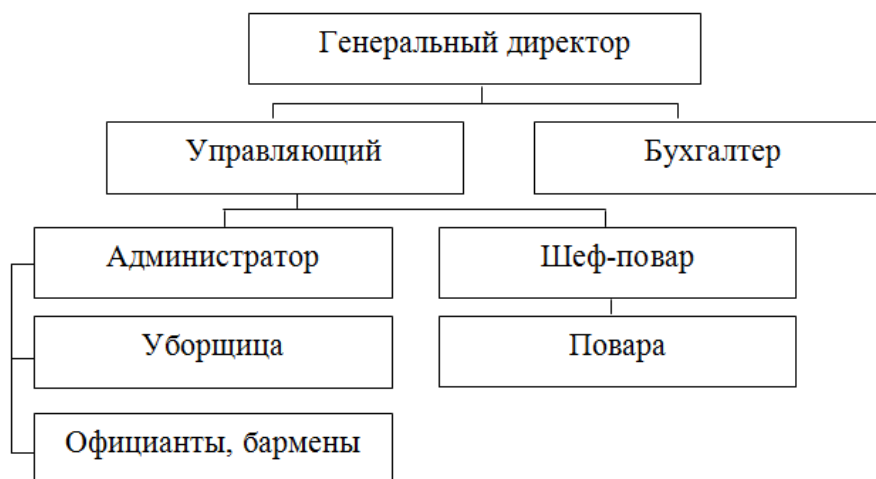 Генеральный директор
Управляющий
Бухгалтер
Администратор
Шеф-повар
Уборщица
Повара
Официанты, бармены